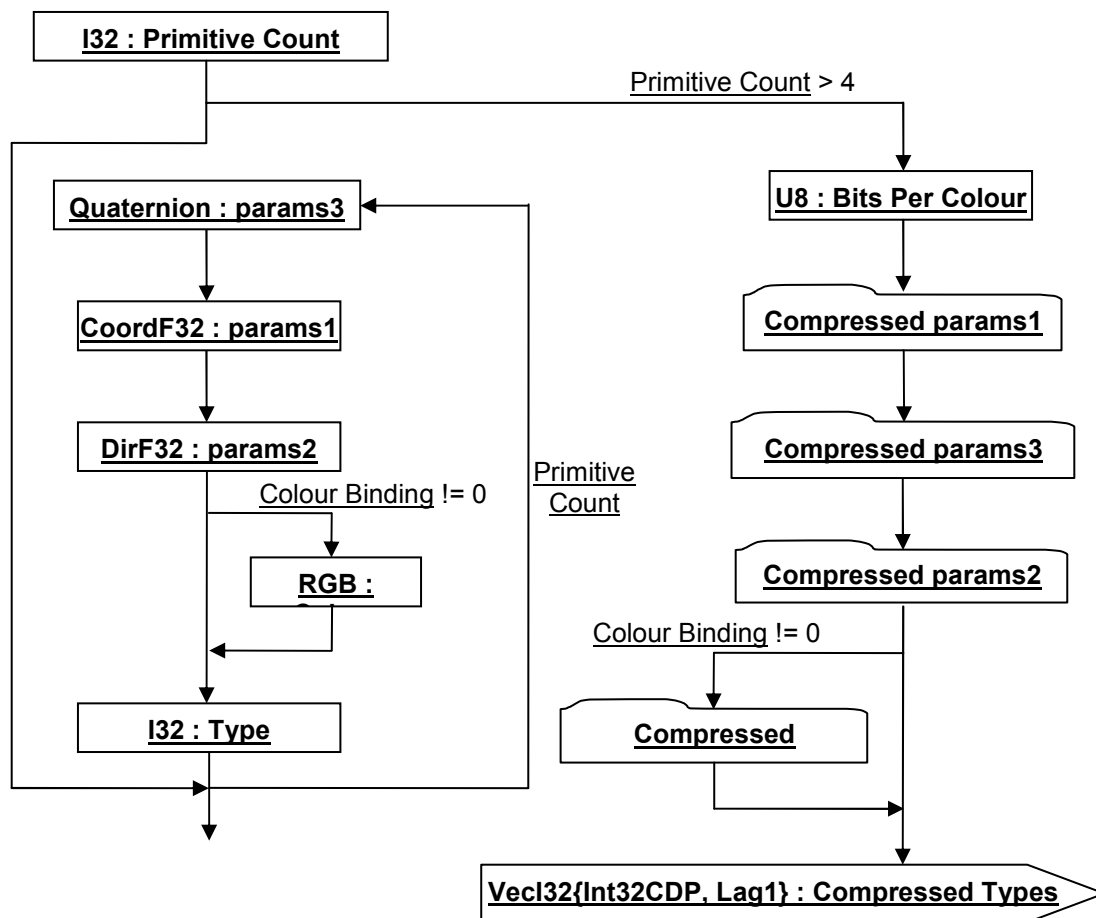 I32 : Primitive Count
Primitive Count > 4
Quaternion : params3
U8 : Bits Per Colour
CoordF32 : params1
Compressed params1
DirF32 : params2
Compressed params3
Colour Binding != 0
Primitive
Count
RGB :
Compressed params2
Colour Binding != 0
I32 : Type
Compressed
VecI32{Int32CDP, Lag1} : Compressed Types